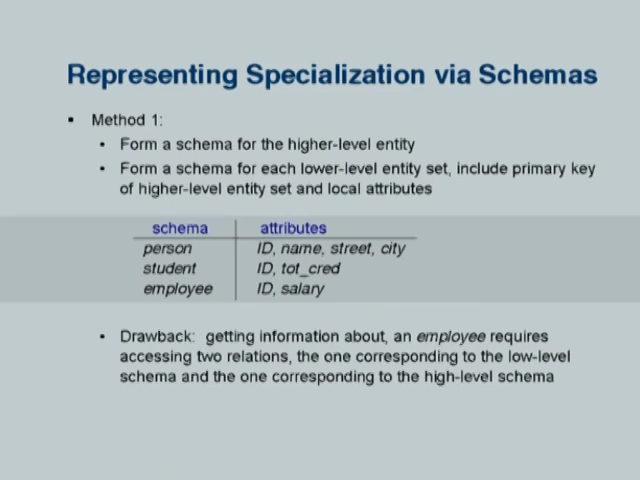 Representing Specialization via Schemas
• Method 1:
• Form a schema for the higher-level entity
• Form a schema for each lower-level entity set, include primary key
of higher-level entity set and local attributes
schema attributes
person ID, name, street, city
student ID, tot_cred
employee ID, salary
• Drawback: getting information about, an employee requires
accessing two relations, the one corresponding to the low-level
schema and the one corresponding to the high-level schema